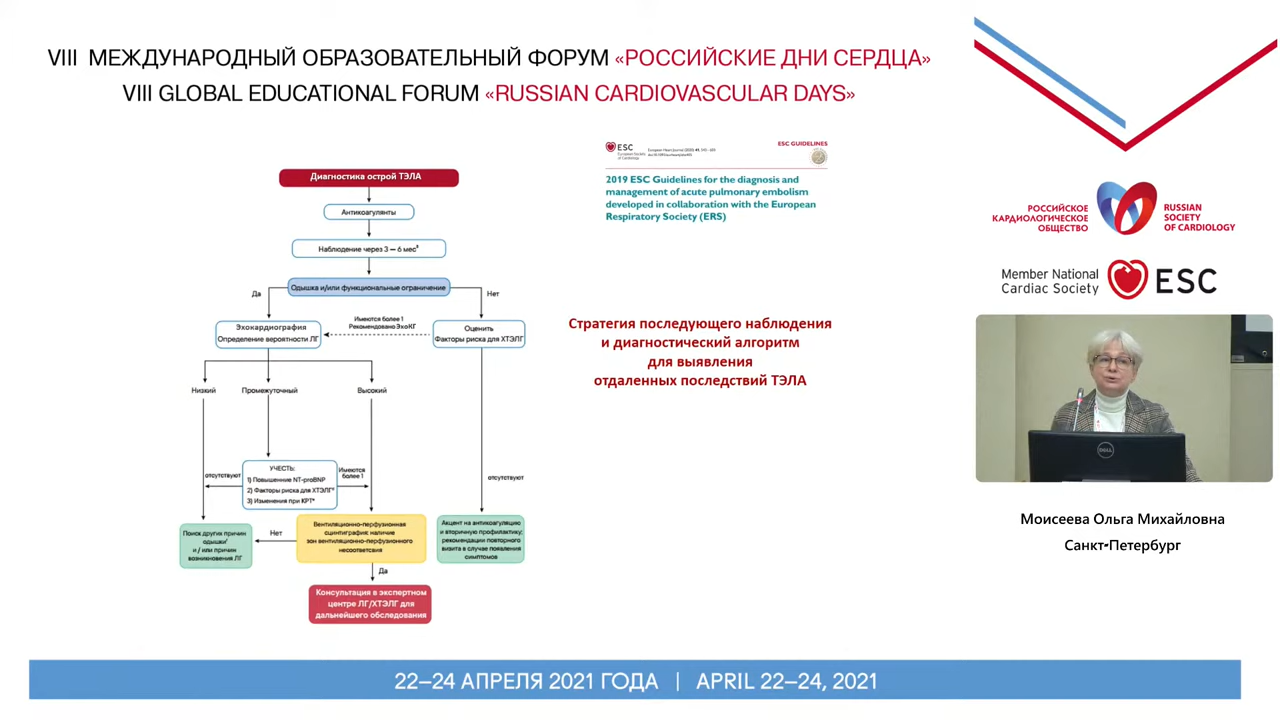 VIII МЕЖДУНАРОДНЫЙ ОБРАЗОВАТЕЛЬНЫЙ ФОРУМ «РОССИЙСКИЕ ДНИ СЕРДЦА»
VIII GLOBAL EDUCATIONAL FORUM «RUSSIAN CARDIOVASCULAR DAYS»
Диагностика острой ТЭЛА
Антикоагулянты
Наблюдение через 3 — 6 мес
Одышка и/или функциональные ограничение
Да
Нет
Эхокардиография
Определение вероятности ЛГ
Имеются более 1
Рекомендовано ЭхоКГ
Оценить
Факторы риска для ХТЭЛГ
Низкий
Промежуточный
Высокий
отсутствуют
УЧЕСТЬ:
1) Повышенние NT-proBNP
2) Факторы риска для ХТЭЛГ
3) Изменения при КРТ
Имеются
более 1
отсутствуют
Поиск других причин
одышки
и / или причин
возникновения ЛГ
Нет
Вентиляционно-перфузионная
сцинтиграфия: наличие
зон вентиляционно-перфузионного
несоответсвия
Акцент на антикоагуляцию
и вторичную профилактику;
рекомендации повторного
визита в случае появления
симптомов
Да
Консультация в экспертном
центре ЛГ/ХТЭЛГ для
дальнейшего обследования
ESC
European Society
of Cardiology
ESC GUIDELINES
2019 ESC Guidelines for the diagnosis and
management of acute pulmonary embolism
developed in collaboration with the European
Respiratory Society (ERS)
Стратегия последующего наблюдения
и диагностический алгоритм
для выявления
отдаленных последствий ТЭЛА
РОССИЙСКОЕ
КАРДИОЛОГИЧЕСКОЕ
ОБЩЕСТВО
RUSSIAN
SOCIETY
OF CARDIOLOGY
Member National
Cardiac Society
ESC
DELL
Моисеева Ольга Михайловна
Санкт-Петербург
22–24 АПРЕЛЯ 2021 ГОДА | APRIL 22–24, 2021